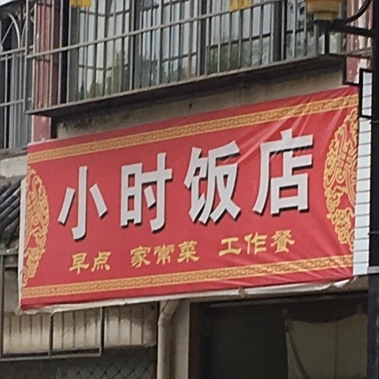 小时饭店
早点 家常菜 工作餐